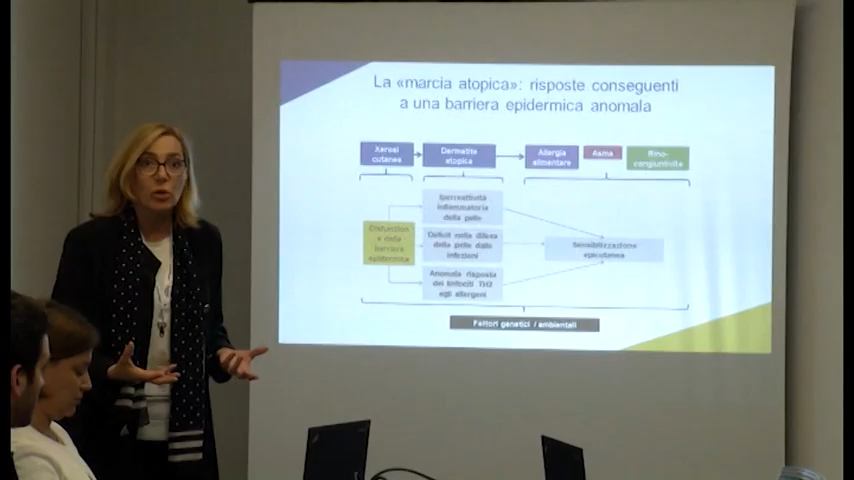 La «marcia atopica»: risposte conseguenti
a una barriera epidermica anomala
Xerosi
cutanea
Dermatite
atopica
Allergia
alimentare
Asma
Rino-
congiuntivite
Iperreattività
infiammatoria
della pelle
Disfunzion
e della
barriera
epidermica
Deficit nella difesa
della pelle dalle
infezioni
Sensibilizzazione
epicutanea
Anomala risposta
dei linfociti TH2
agli allergeni
Fattori genetici / ambientali